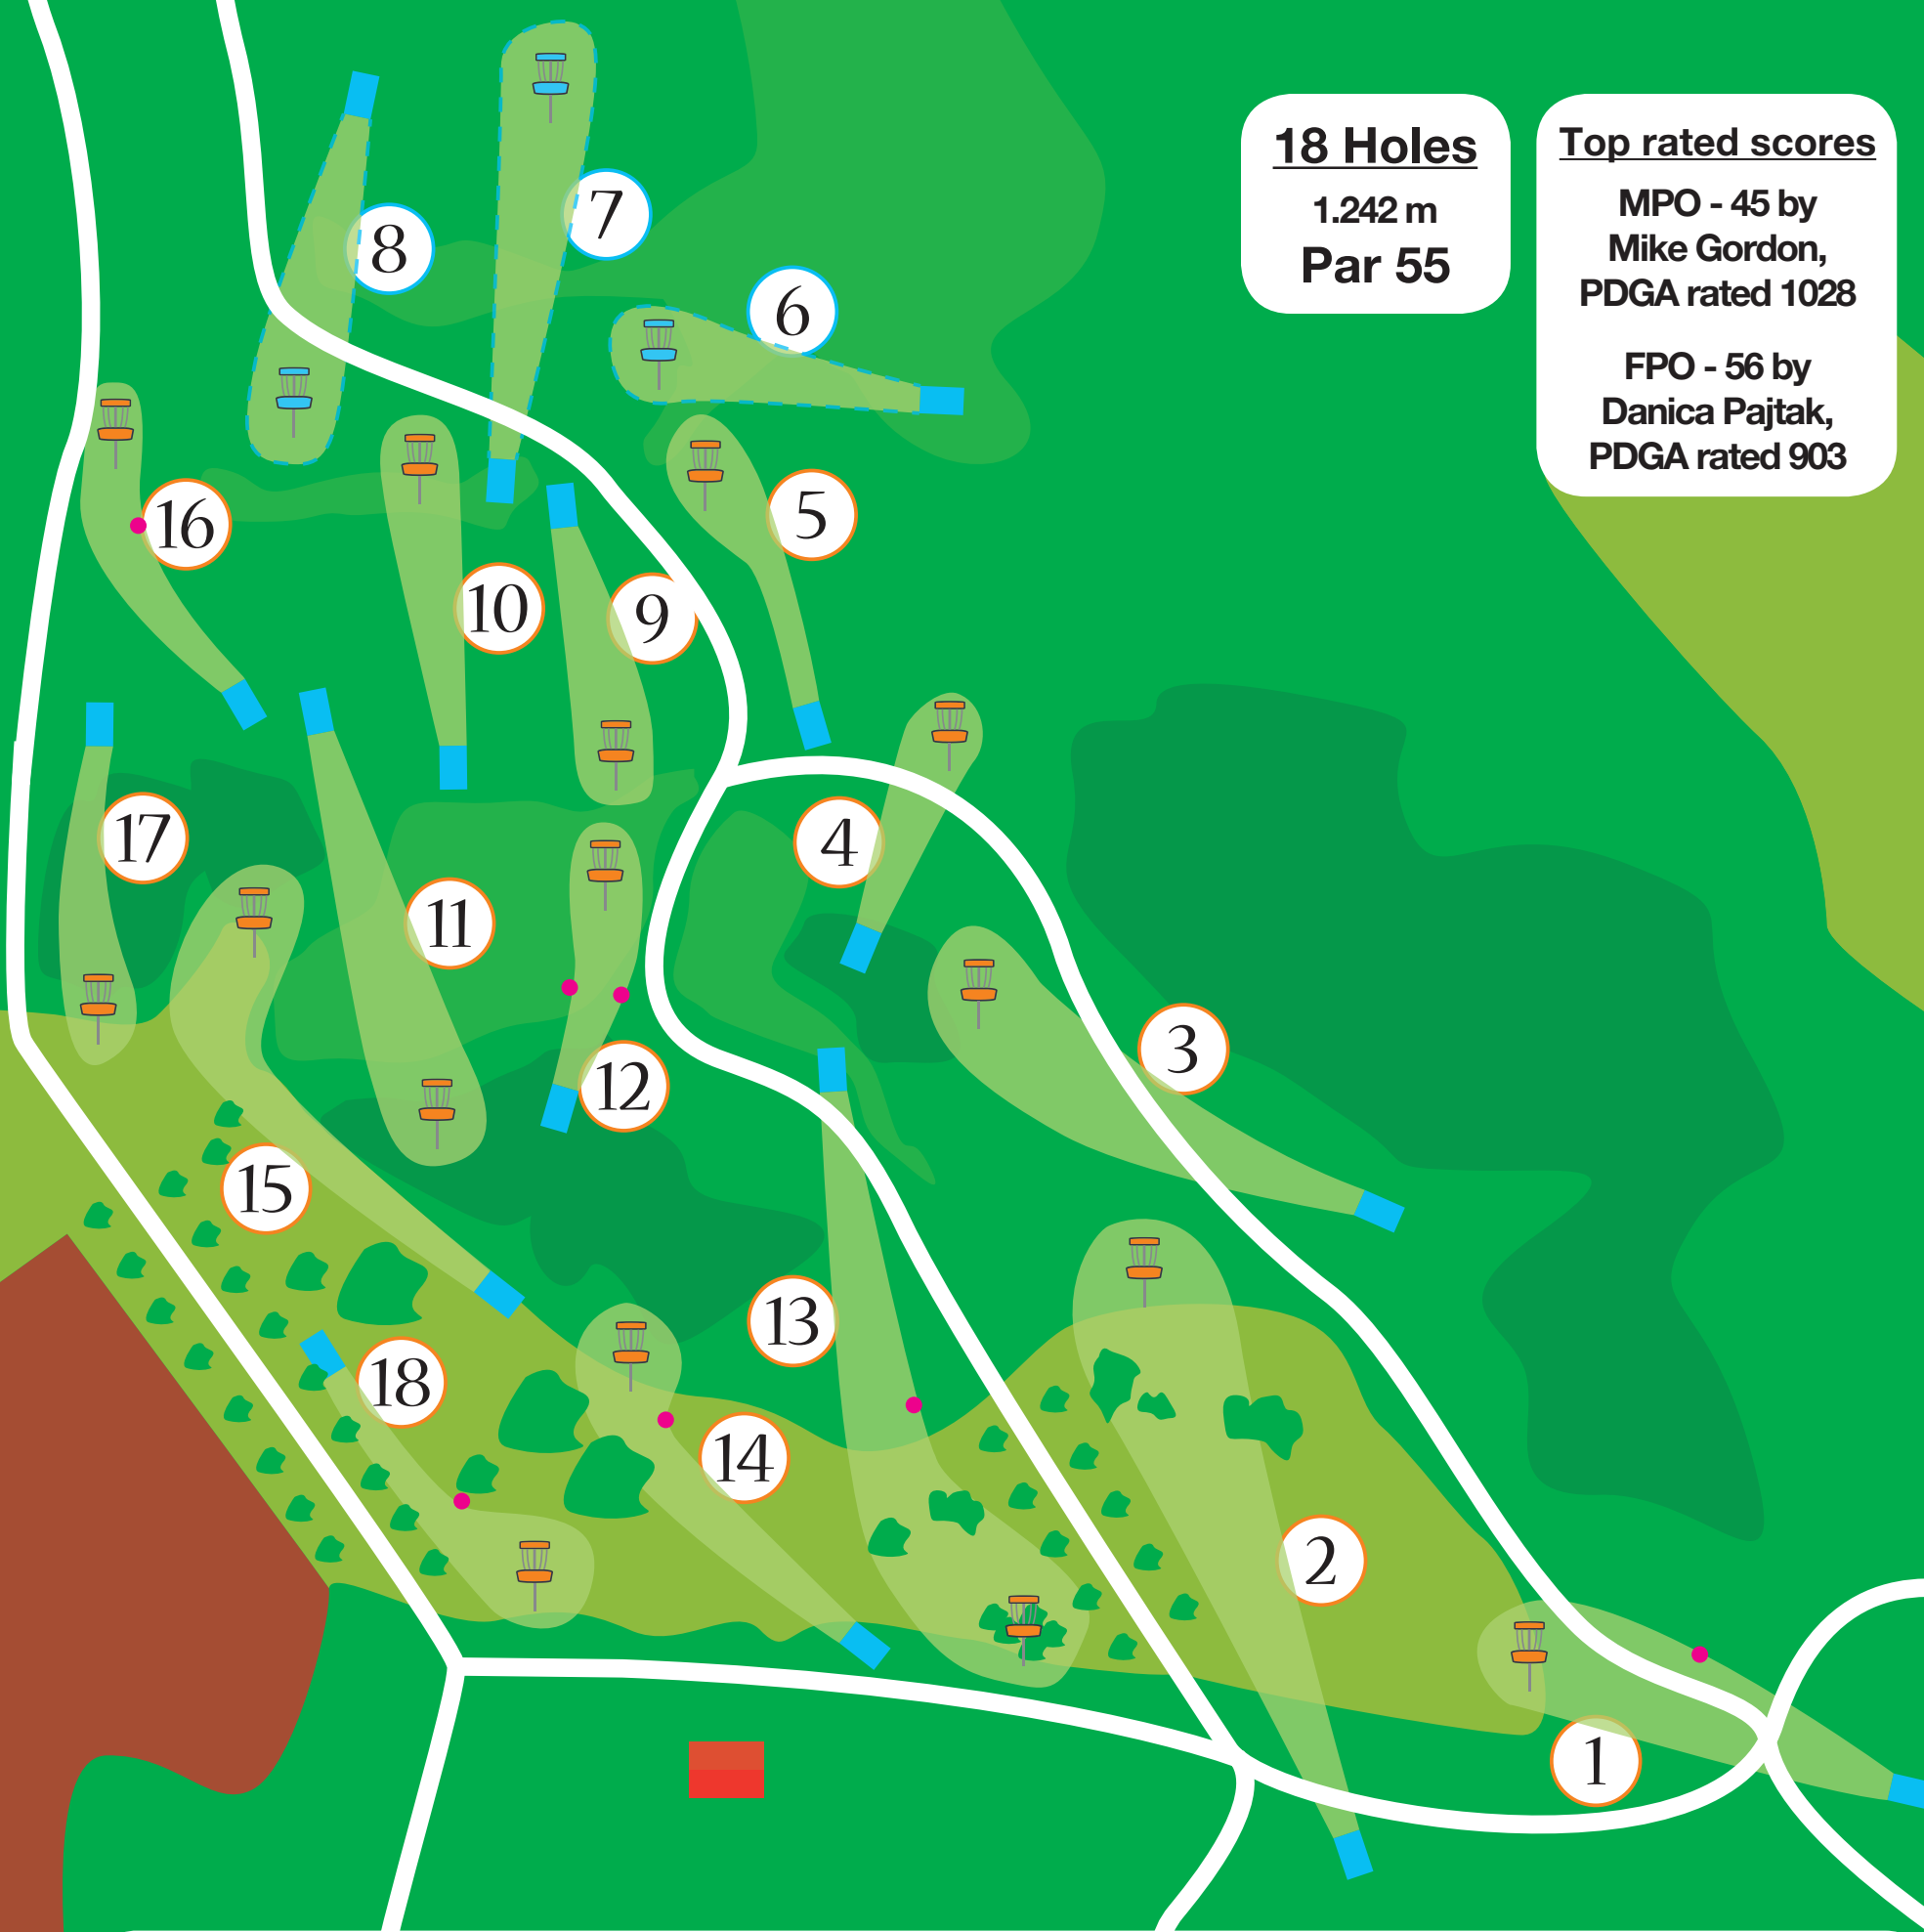 18 Holes
1.242 m
Par 55
Top rated scores
MPO - 45 by
Mike Gordon,
PDGA rated 1028
FPO - 56 by
Danica Pajtak,
PDGA rated 903
7
8
6
5
16
10
9
17
4
11
3
12
15
13
18
14
2
1